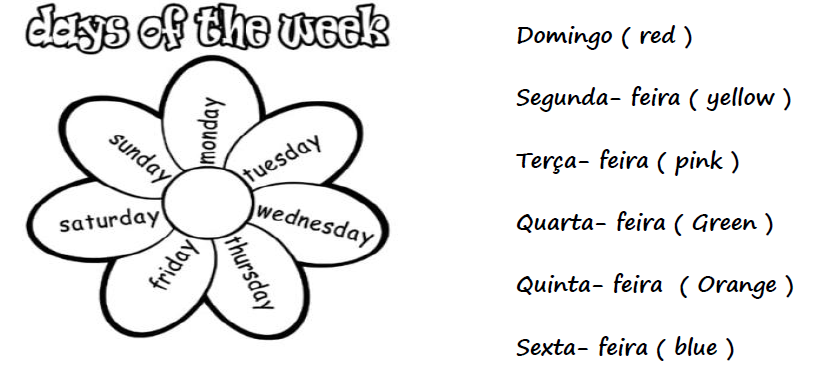 days of the week
monday
tuesday
wednesday
thursday
friday
saturday
sunday
Domingo ( red )
Segunda- feira ( yellow )
Terça- feira ( pink )
Quarta- feira ( Green )
Quinta- feira ( Orange )
Sexta- feira ( blue )